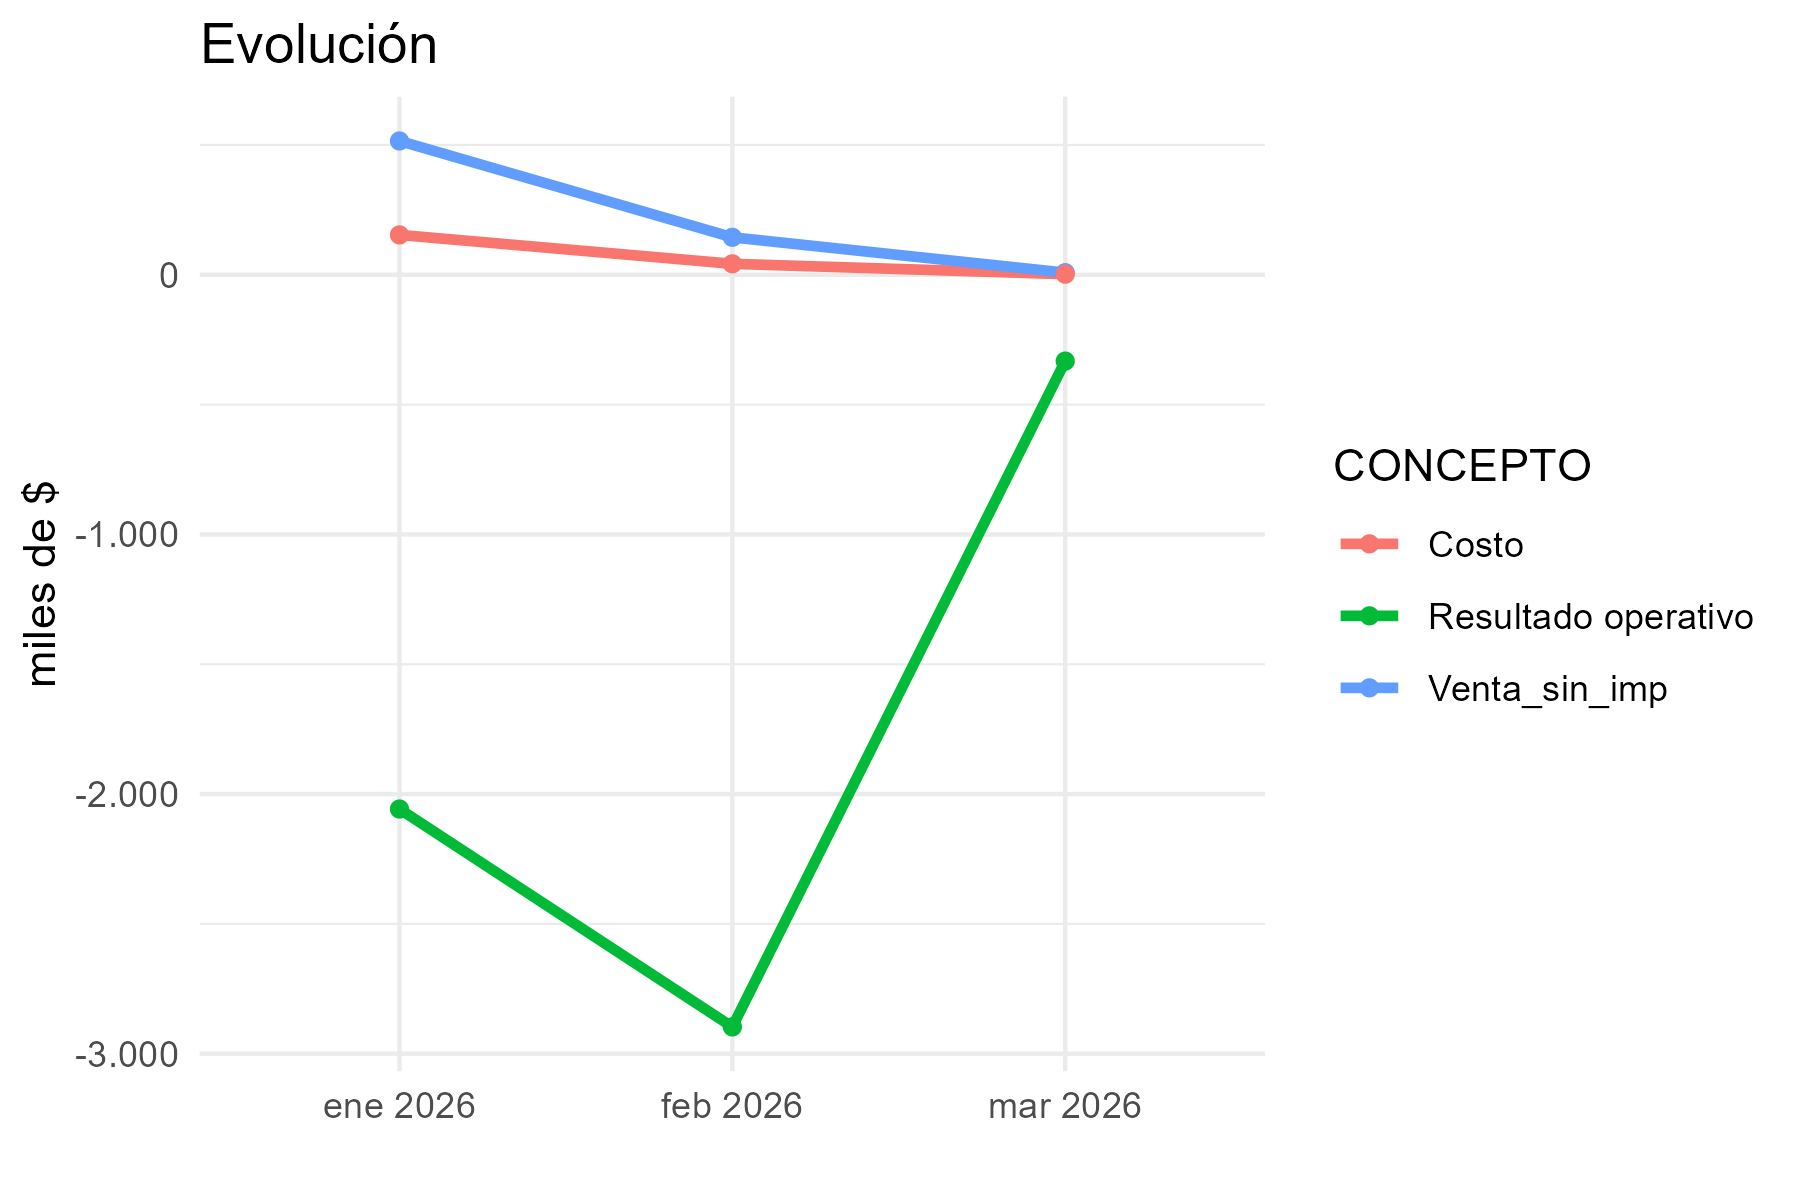 Evolución
miles de $
0
-1.000
-2.000
-3.000
ene 2026
feb 2026
mar 2026
CONCEPTO
Costo
Resultado operativo
Venta_sin_imp